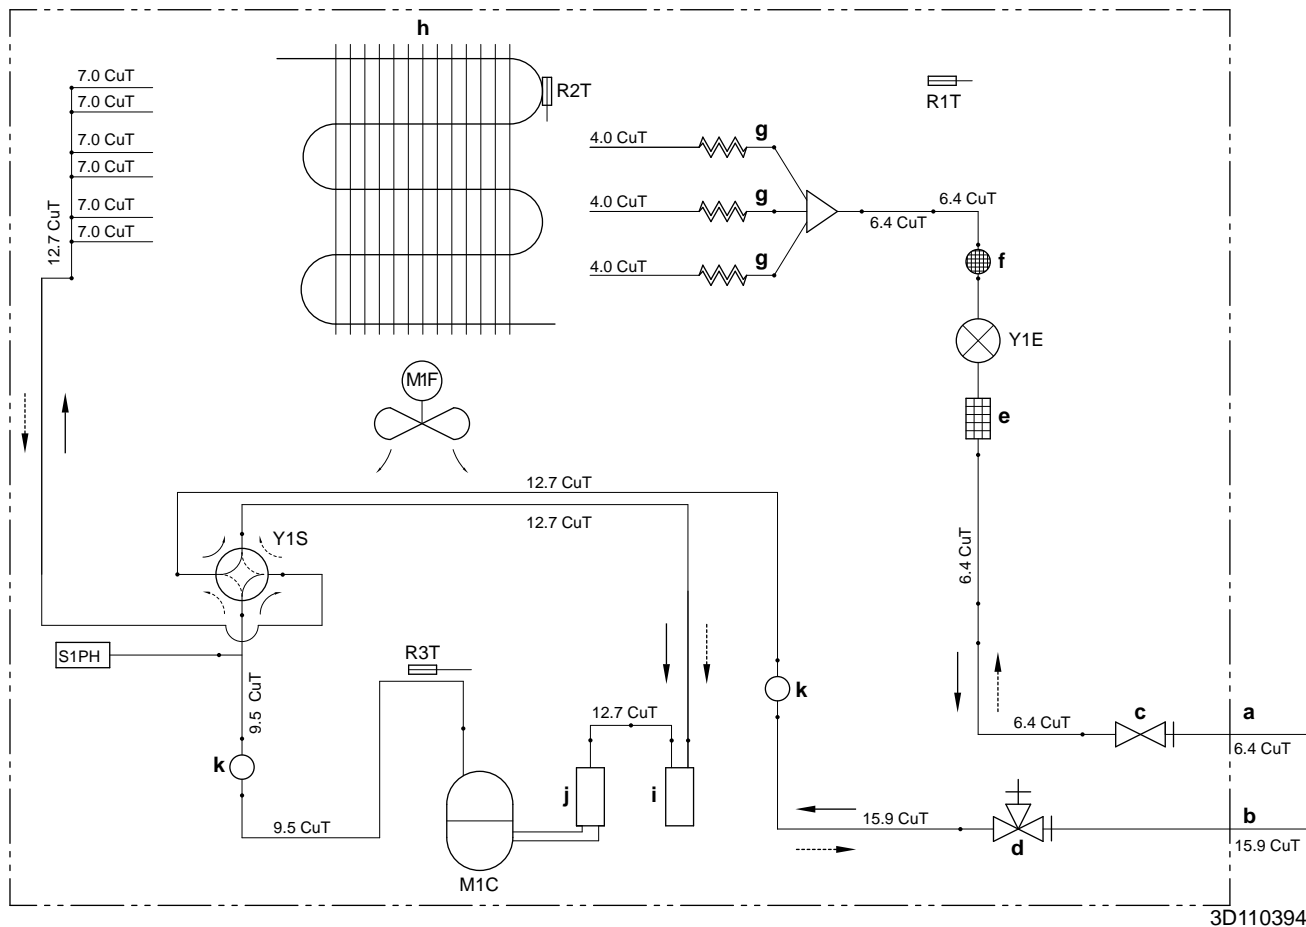 h
7.0 CuT
R2T
7.0 CuT
R1T
7.0 CuT
4.0 CuT
g
7.0 CuT
4.0 CuT
g
6.4 CuT
7.0 CuT
6.4 CuT
7.0 CuT
12.7 CuT
4.0 CuT
g
f
Y1E
M1F
e
12.7 CuT
12.7 CuT
Y1S
6.4 CuT
S1PH
R3T
9.5 CuT
k
12.7 CuT
6.4 CuT
c
a
6.4 CuT
k
j
i
9.5 CuT
15.9 CuT
d
b
15.9 CuT
M1C
3D110394